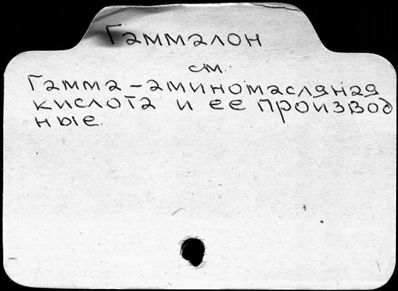 Гаммалон
см.
Гамма-аминомасляная
кислота и ее производ
ные.